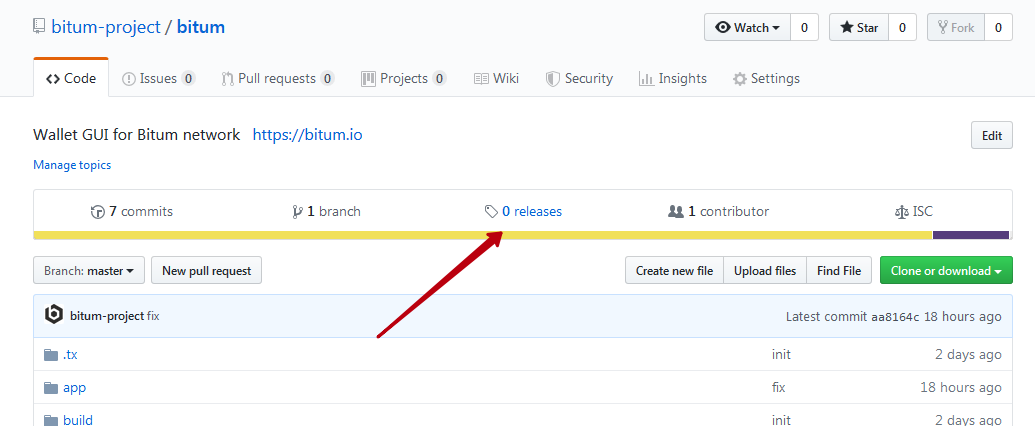 bitum-project / bitum
Watch 0 Star 0 Fork 0
Code Issues 0 Pull requests 0 Projects 0 Wiki Security Insights Settings
Wallet GUI for Bitum network https://bitum.io
Edit
Manage topics
7 commits 1 branch 0 releases 1 contributor ISC
Branch: master New pull request Create new file Upload files Find File Clone or download
bitum-project fix Latest commit aa8164c 18 hours ago
.tx init 2 days ago
app fix 18 hours ago
build init 2 days ago